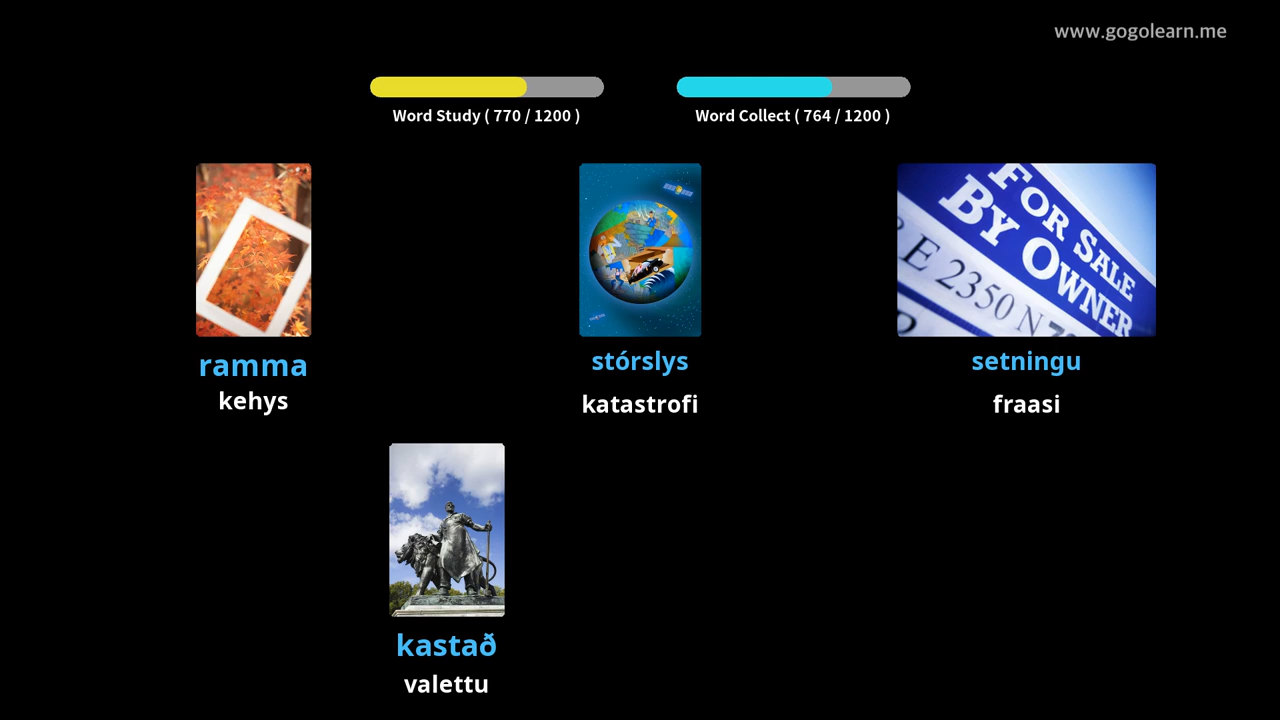 www.gogolearn.me
Word Study ( 770 / 1200 )
Word Collect ( 764 / 1200 )
FOR SALE
BY OWNER
E 2350 N
ramma
kehys
stórslys
katastrofi
setningu
fraasi
kastað
valettu